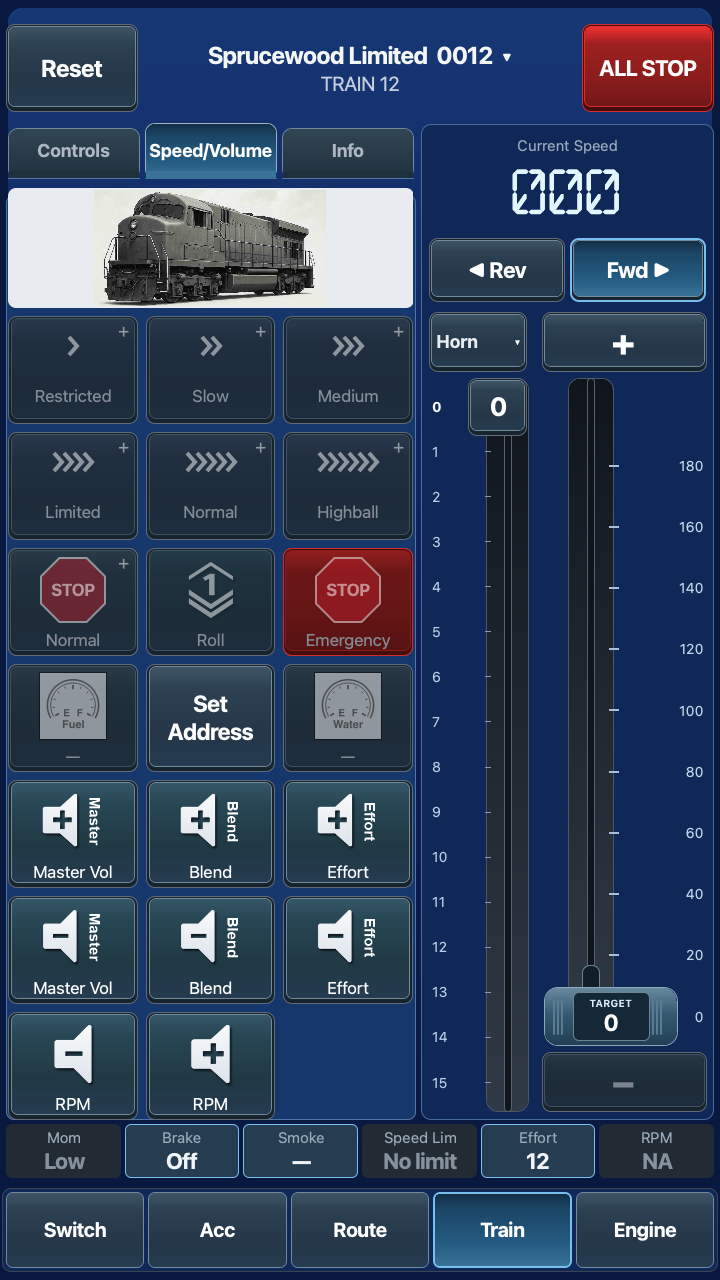 Reset
Sprucewood Limited 0012 ▼
TRAIN 12
ALL STOP
Controls
Speed/Volume
Info
Current Speed
000
Rev
Fwd
Horn
+
Restricted
+
Slow
+
Medium
+
Limited
+
Normal
+
Highball
+
STOP
Normal
+
1
Roll
STOP
Emergency
E F
Fuel
—
Set
Address
E F
Water
—
Master
Master Vol
Blend
Blend
Effort
Effort
Master
Master Vol
Blend
Blend
Effort
Effort
RPM
RPM
0
0
1
2
3
4
5
6
7
8
9
10
11
12
13
14
15
180
160
140
120
100
80
60
40
20
0
TARGET
0
—
Mom
Low
Brake
Off
Smoke
—
Speed Lim
No limit
Effort
12
RPM
NA
Switch
Acc
Route
Train
Engine